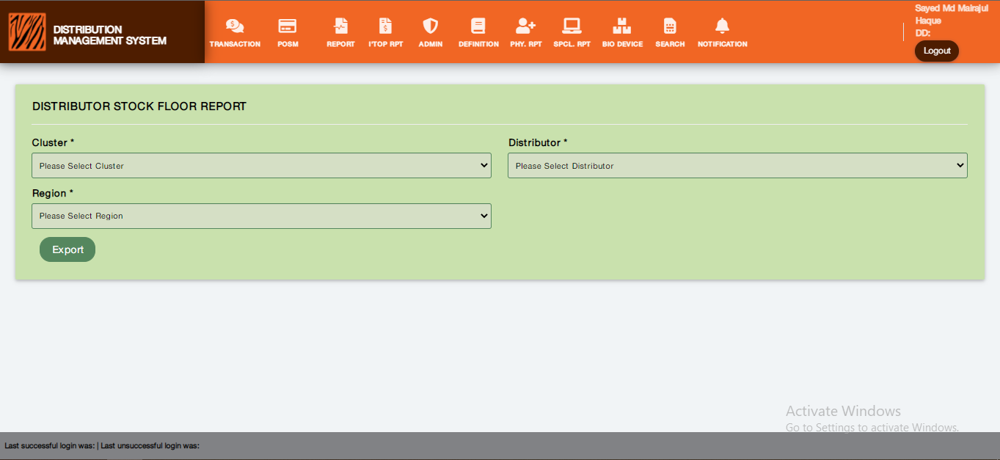 DISTRIBUTION
MANAGEMENT SYSTEM
TRANSACTION
POSM
REPORT
I'TOP RPT
ADMIN
DEFINITION
PHY. RPT
SPCL. RPT
BIO DEVICE
SEARCH
NOTIFICATION
Sayed Md Mairajul
Haque
DD:
Logout
DISTRIBUTOR STOCK FLOOR REPORT
Cluster *
Distributor *
Please Select Cluster
Please Select Distributor
Region *
Please Select Region
Export
Activate Windows
Go to Settings to activate Windows.
Last successful login was: | Last unsuccessful login was: